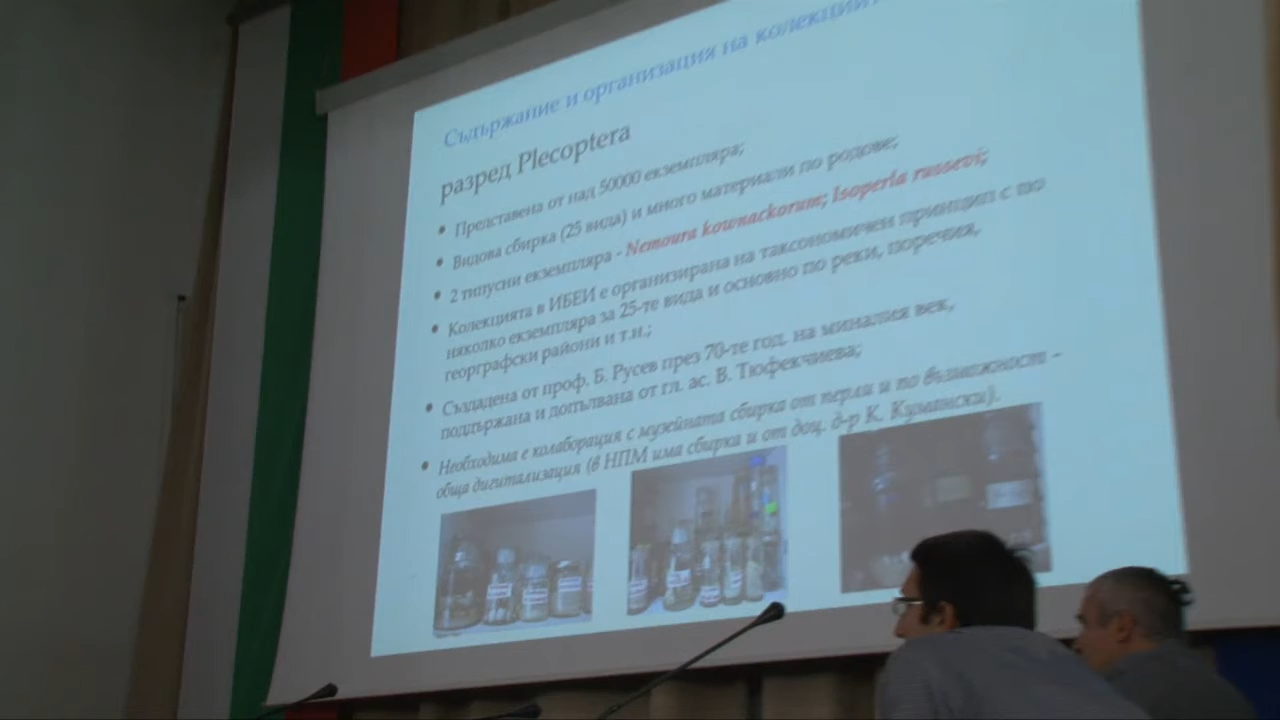 Съдържание и организация на колекциите
разред Plecoptera
• Представена от над 50000 екземпляра;
• Видова сбирка (25 вида) и много материали по родове;
• 2 типусни екземпляра - Nemoura kownackorum; Isoperla russevi;
• Колекцията в ИБЕИ е организирана на таксономичен принцип с по
няколко екземпляра за 25-те вида и основно по реки, поречия,
географски райони и т.н.;
• Създадена от проф. Б. Русев през 70-те год. на миналия век,
поддържана и допълвана от гл. ас. В. Тюфекчиева;
• Необходима е колаборация с музейната сбирка от перли и по възможност -
обща дигитализация (в НПМ има сбирка и от доц. д-р К. Кумански).